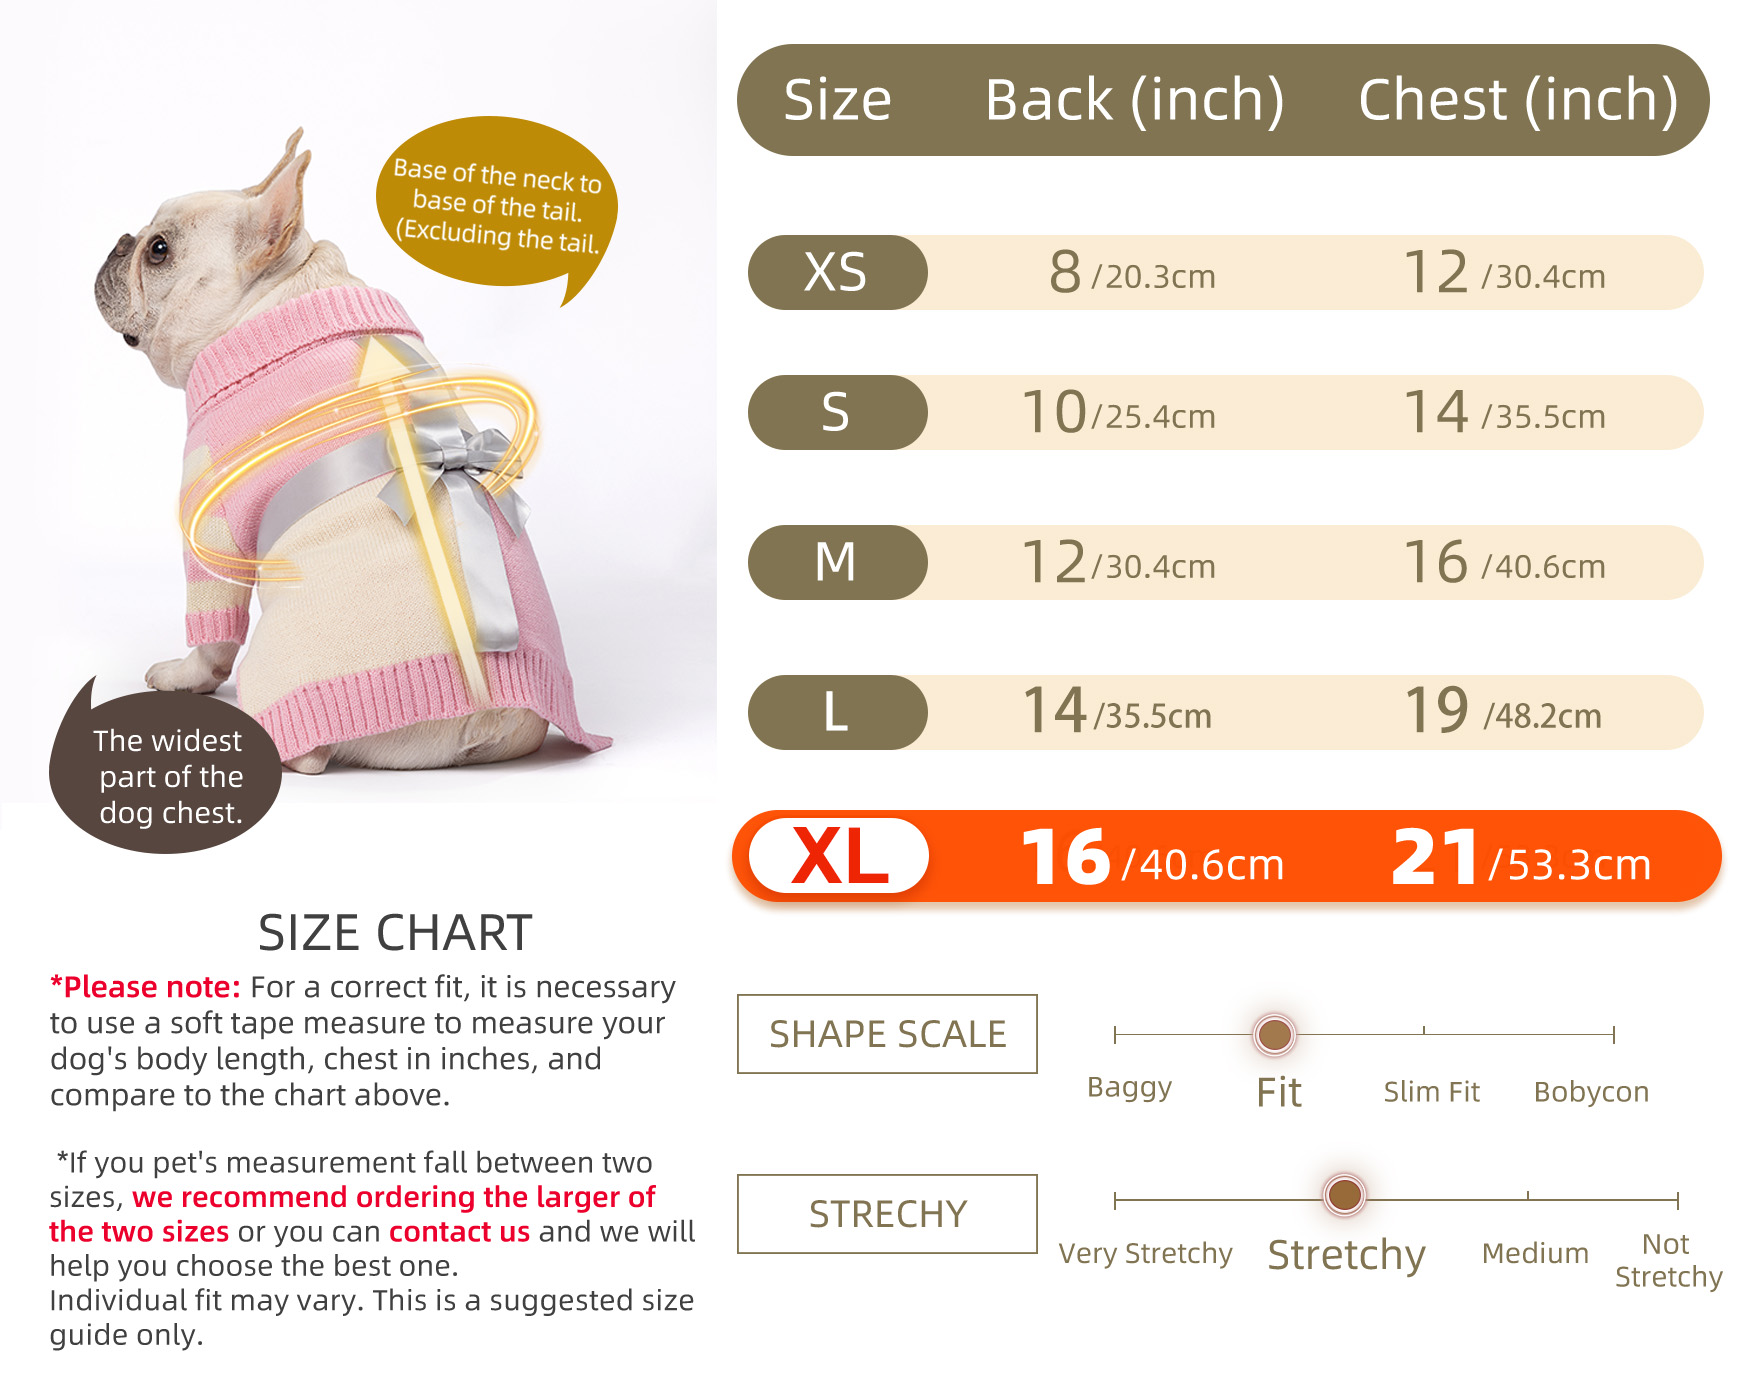 Base of the neck to
base of the tail.
(Excluding the tail.
The widest
part of the
dog chest.
SIZE CHART
*Please note: For a correct fit, it is necessary
to use a soft tape measure to measure your
dog's body length, chest in inches, and
compare to the chart above.
*If you pet's measurement fall between two
sizes, we recommend ordering the larger of
the two sizes or you can contact us and we will
help you choose the best one.
Individual fit may vary. This is a suggested size
guide only.
Size Back (inch) Chest (inch)
XS 8 /20.3cm 12 /30.4cm
S 10/25.4cm 14 /35.5cm
M 12/30.4cm 16 /40.6cm
L 14/35.5cm 19 /48.2cm
XL 16/40.6cm 21/53.3cm
SHAPE SCALE
Baggy Fit Slim Fit Bobycon
STRECHY
Very Stretchy Stretchy Medium Not
Stretchy